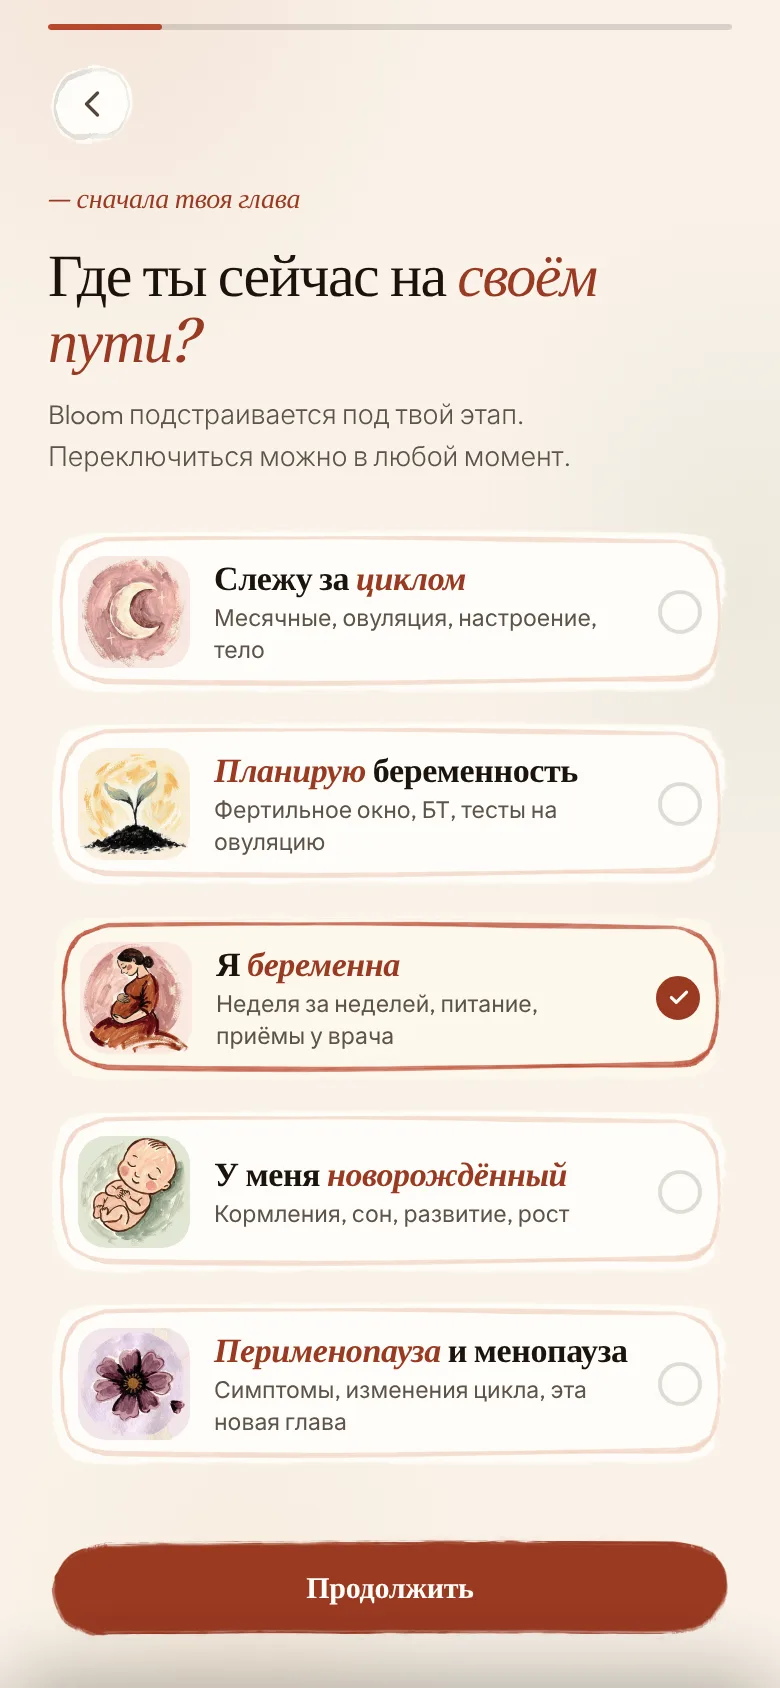 — сначала твоя глава
Где ты сейчас на своём
пути?
Bloom подстраивается под твой этап.
Переключиться можно в любой момент.
Слежу за циклом
Месячные, овуляция, настроение,
тело
Планирую беременность
Фертильное окно, БТ, тесты на
овуляцию
Я беременна
Неделя за неделей, питание,
приёмы у врача
У меня новорождённый
Кормления, сон, развитие, рост
Перименопауза и менопауза
Симптомы, изменения цикла, эта
новая глава
Продолжить